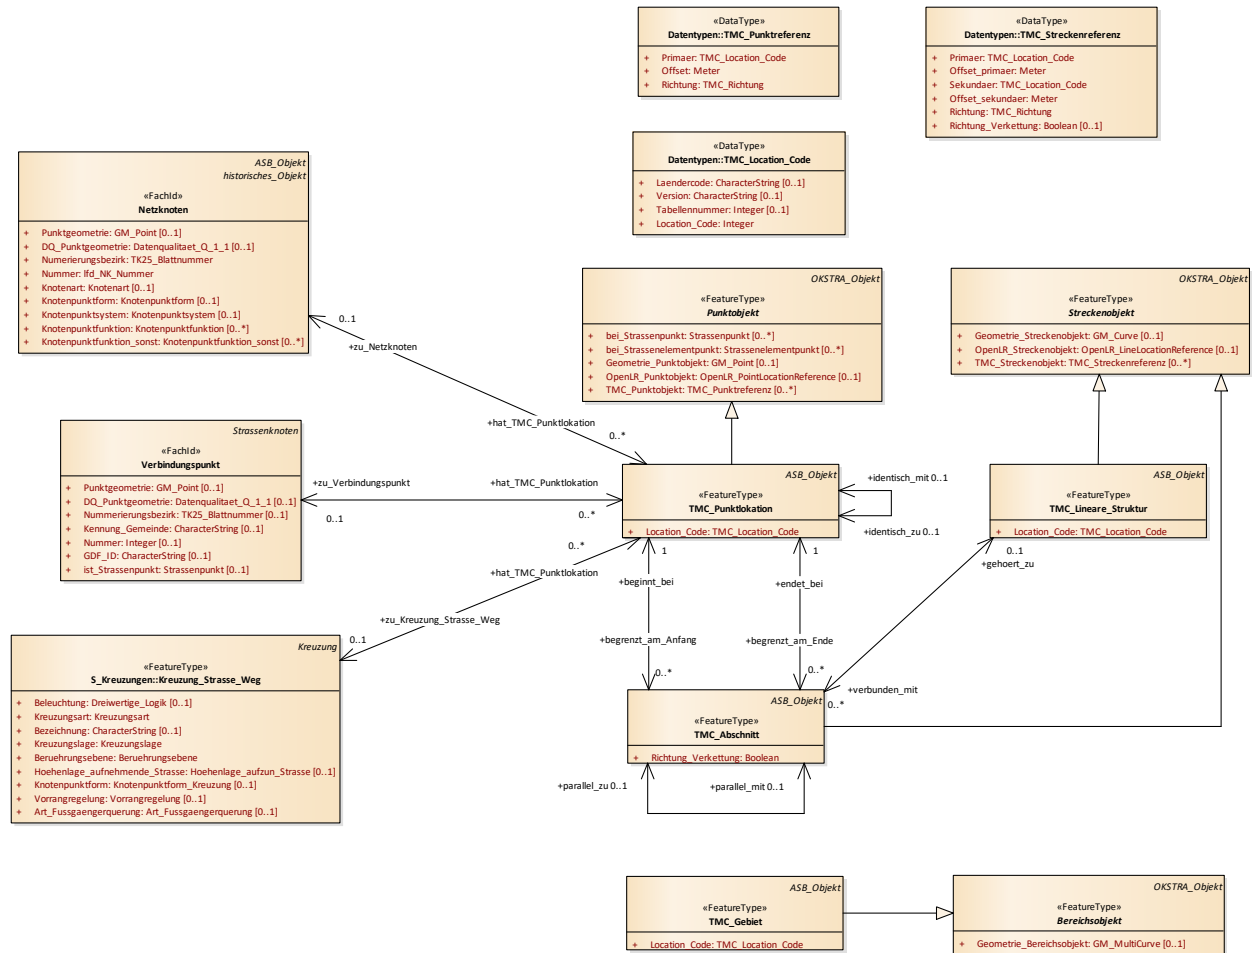 «DataType»
Datentypen::TMC_Punktreferenz
+ Primaer: TMC_Location_Code
+ Offset: Meter
+ Richtung: TMC_Richtung
«DataType»
Datentypen::TMC_Streckenreferenz
+ Primaer: TMC_Location_Code
+ Offset_primaer: Meter
+ Sekundaer: TMC_Location_Code
+ Offset_sekundaer: Meter
+ Richtung: TMC_Richtung
+ Richtung_Verkettung: Boolean [0..1]
«DataType»
Datentypen::TMC_Location_Code
+ Laendercode: CharacterString [0..1]
+ Version: CharacterString [0..1]
+ Tabellennummer: Integer [0..1]
+ Location_Code: Integer
ASB_Objekt
historisches_Objekt
«FachId»
Netzknoten
+ Punktgeometrie: GM_Point [0..1]
+ DQ_Punktgeometrie: Datenqualitaet_Q_1_1 [0..1]
+ Numerierungsbezirk: TK25_Blattnummer
+ Nummer: lfd_NK_Nummer
+ Knotenart: Knotenart [0..1]
+ Knotenpunktform: Knotenpunktform [0..1]
+ Knotenpunktsystem: Knotenpunktsystem [0..1]
+ Knotenpunktfunktion: Knotenpunktfunktion [0..*]
+ Knotenpunktfunktion_sonst: Knotenpunktfunktion_sonst [0..*]
OKSTRA_Objekt
«FeatureType»
Punktobjekt
+ bei_Strassenpunkt: Strassenpunkt [0..*]
+ bei_Strassenelementpunkt: Strassenelementpunkt [0..*]
+ Geometrie_Punktobjekt: GM_Point [0..1]
+ OpenLR_Punktobjekt: OpenLR_PointLocationReference [0..1]
+ TMC_Punktobjekt: TMC_Punktreferenz [0..*]
OKSTRA_Objekt
«FeatureType»
Streckenobjekt
+ Geometrie_Streckenobjekt: GM_Curve [0..1]
+ OpenLR_Streckenobjekt: OpenLR_LineLocationReference [0..1]
+ TMC_Streckenobjekt: TMC_Streckenreferenz [0..*]
0..1
+zu_Netzknoten
+hat_TMC_Punktlokation
0..*
Strassenknoten
«FachId»
Verbindungspunkt
+ Punktgeometrie: GM_Point [0..1]
+ DQ_Punktgeometrie: Datenqualitaet_Q_1_1 [0..1]
+ Nummerierungsbezirk: TK25_Blattnummer [0..1]
+ Kennung_Gemeinde: CharacterString [0..1]
+ Nummer: Integer [0..1]
+ GDF_ID: CharacterString [0..1]
+ ist_Strassenpunkt: Strassenpunkt [0..1]
+zu_Verbindungspunkt
0..1
+hat_TMC_Punktlokation
0..*
ASB_Objekt
«FeatureType»
TMC_Punktlokation
+ Location_Code: TMC_Location_Code
+identisch_mit 0..1
+identisch_zu 0..1
ASB_Objekt
«FeatureType»
TMC_Lineare_Struktur
+ Location_Code: TMC_Location_Code
0..*
+hat_TMC_Punktlokation
+zu_Kreuzung_Strasse_Weg
0..1
1
+beginnt_bei
+begrenzt_am_Anfang
0..*
1
+endet_bei
+begrenzt_am_Ende
0..*
0..1
+gehoert_zu
+verbunden_mit
0..*
Kreuzung
«FeatureType»
S_Kreuzungen::Kreuzung_Strasse_Weg
+ Beleuchtung: Dreiwertige_Logik [0..1]
+ Kreuzungsart: Kreuzungsart
+ Bezeichnung: CharacterString [0..1]
+ Kreuzungslage: Kreuzungslage
+ Beruehrungsebene: Beruehrungsebene
+ Hoehenlage_aufnehmende_Strasse: Hoehenlage_aufzun_Strasse [0..1]
+ Knotenpunktform: Knotenpunktform_Kreuzung [0..1]
+ Vorrangregelung: Vorrangregelung [0..1]
+ Art_Fussgaengerquerung: Art_Fussgaengerquerung [0..1]
ASB_Objekt
«FeatureType»
TMC_Abschnitt
+ Richtung_Verkettung: Boolean
+parallel_zu 0..1
+parallel_mit 0..1
ASB_Objekt
«FeatureType»
TMC_Gebiet
+ Location_Code: TMC_Location_Code
OKSTRA_Objekt
«FeatureType»
Bereichsobjekt
+ Geometrie_Bereichsobjekt: GM_MultiCurve [0..1]